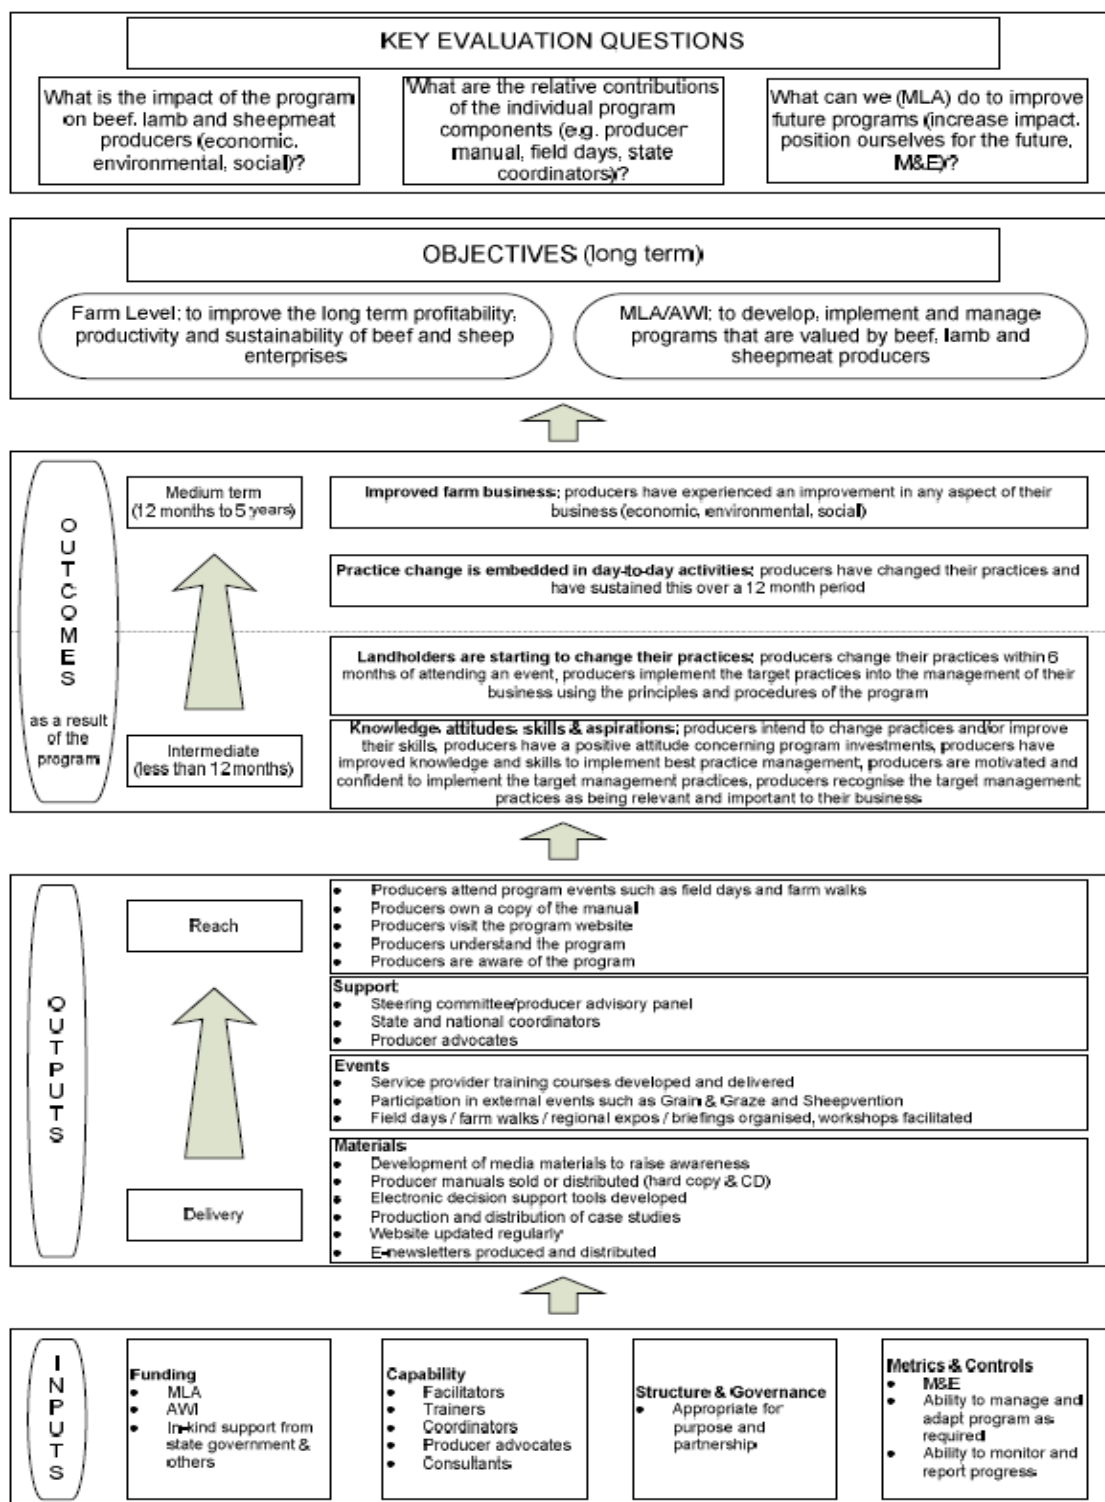 KEY EVALUATION QUESTIONS
What is the impact of the program
on beef, lamb and sheepmeat
producers (economic,
environmental, social)?
What are the relative contributions
of the individual program
components (e.g. producer
manual, field days, state
coordinators)?
What can we (MLA) do to improve
future programs (increase impact,
position ourselves for the future,
M&E)?
OBJECTIVES (long term)
Farm Level: to improve the long term profitability,
productivity and sustainability of beef and sheep
enterprises
MLA/AWI: to develop, implement and manage
programs that are valued by beef, lamb and
sheepmeat producers
OUTCOMES
as a result
of the
program
Medium term
(12 months to 5 years)
Improved farm business: producers have experienced an improvement in any aspect of their
business (economic, environmental, social)
Practice change is embedded in day-to-day activities: producers have changed their practices and
have sustained this over a 12 month period
Landholders are starting to change their practices: producers change their practices within 6
months of attending an event, producers implement the target practices into the management of their
business using the principles and procedures of the program
Intermediate
(less than 12 months)
Knowledge, attitudes, skills & aspirations: producers intend to change practices and/or improve
their skills, producers have a positive attitude concerning program investments, producers have
improved knowledge and skills to implement best practice management, producers are motivated and
confident to implement the target management practices, producers recognise the target management
practices as being relevant and important to their business
OUTPUTS
Reach
• Producers attend program events such as field days and farm walks
• Producers own a copy of the manual
• Producers visit the program website
• Producers understand the program
• Producers are aware of the program
Support
• Steering committee/producer advisory panel
• State and national coordinators
• Producer advocates
Events
• Service provider training courses developed and delivered
• Participation in external events such as Grain & Graze and Sheepvention
• Field days / farm walks / regional expos / briefings organised, workshops facilitated
Delivery
Materials
• Development of media materials to raise awareness
• Producer manuals sold or distributed (hard copy & CD)
• Electronic decision support tools developed
• Production and distribution of case studies
• Website updated regularly
• E-newsletters produced and distributed
INPUTS
Funding
• MLA
• AWI
• In-kind support from
state government &
others
Capability
• Facilitators
• Trainers
• Coordinators
• Producer advocates
• Consultants
Structure & Governance
• Appropriate for
purpose and
partnership
Metrics & Controls
• M&E
• Ability to manage and
adapt program as
required
• Ability to monitor and
report progress